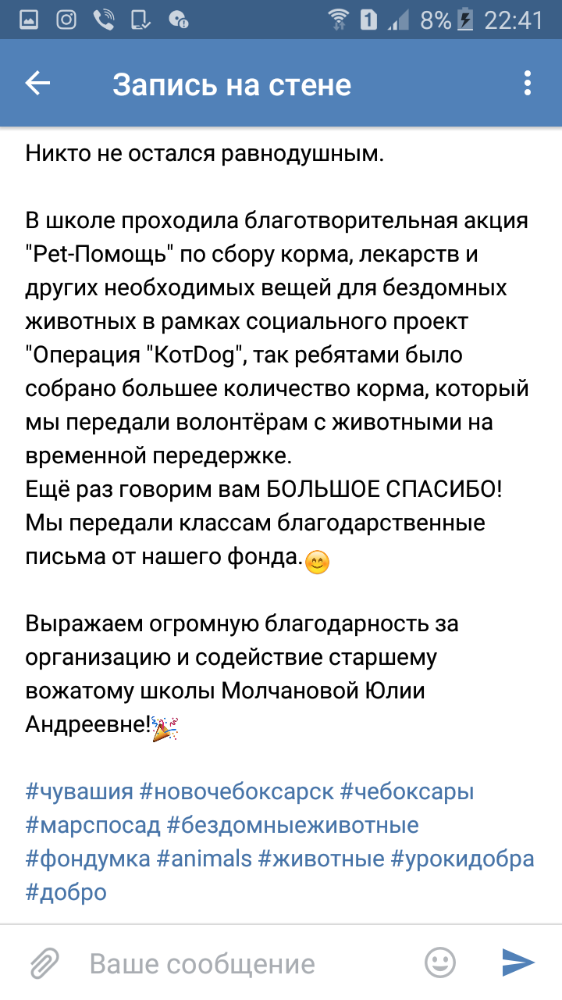 1 8% 22:41
Запись на стене
Никто не остался равнодушным.
В школе проходила благотворительная акция
"Pet-Помощь" по сбору корма, лекарств и
других необходимых вещей для бездомных
животных в рамках социального проект
"Операция "КотDog", так ребятами было
собрано большее количество корма, который
мы передали волонтёрам с животными на
временной передержке.
Ещё раз говорим вам БОЛЬШОЕ СПАСИБО!
Мы передали классам благодарственные
письма от нашего фонда.😊
Выражаем огромную благодарность за
организацию и содействие старшему
вожатому школы Молчановой Юлии
Андреевне!🎉
#чувашия #новочебоксарск #чебоксары
#марспосад #бездомныеживотные
#фондумка #animals #животные #урокидобра
#добро
Ваше сообщение